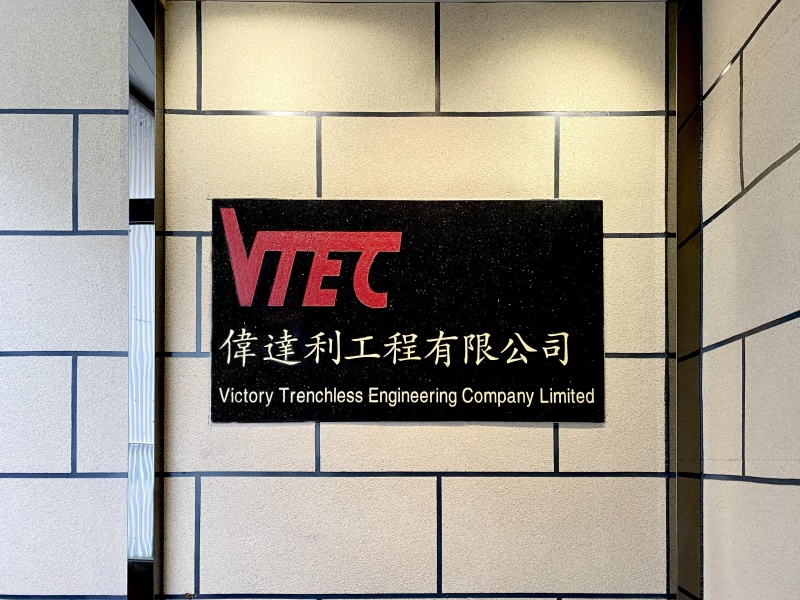 VTEC
偉達利工程有限公司
Victory Trenchless Engineering Company Limited